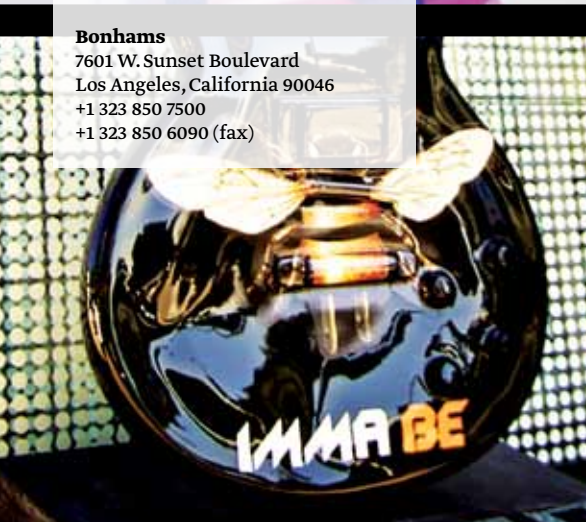 Bonhams
7601 W. Sunset Boulevard
Los Angeles, California 90046
+1 323 850 7500
+1 323 850 6090 (fax)
IMMA BE